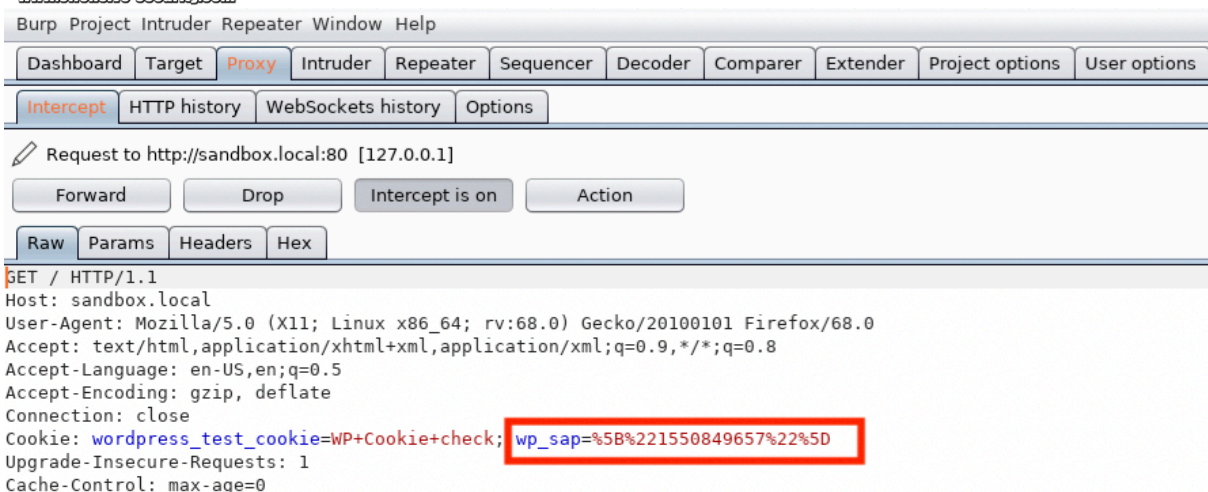 Burp Project Intruder Repeater Window Help
Dashboard Target Proxy Intruder Repeater Sequencer Decoder Comparer Extender Project options User options
Intercept HTTP history WebSockets history Options
Request to http://sandbox.local:80 [127.0.0.1]
Forward Drop Intercept is on Action
Raw Params Headers Hex
GET / HTTP/1.1
Host: sandbox.local
User-Agent: Mozilla/5.0 (X11; Linux x86_64; rv:68.0) Gecko/20100101 Firefox/68.0
Accept: text/html,application/xhtml+xml,application/xml;q=0.9,*/*;q=0.8
Accept-Language: en-US,en;q=0.5
Accept-Encoding: gzip, deflate
Connection: close
Cookie: wordpress_test_cookie=WP+Cookie+check; wp_sap=%5B%221550849657%22%5D
Upgrade-Insecure-Requests: 1
Cache-Control: max-age=0